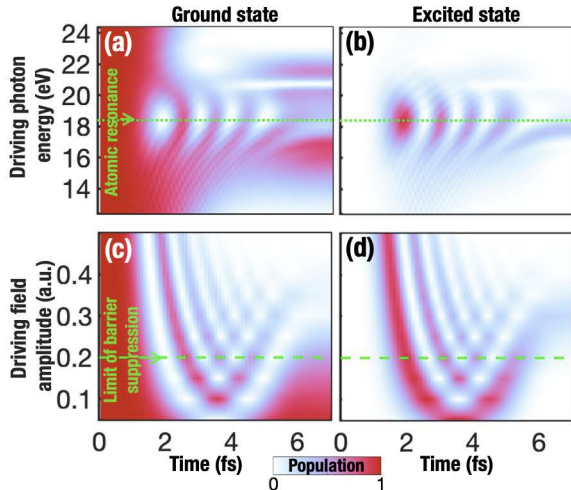 Ground state
Excited state
(a)
(b)
24
22
20
18
16
14
Driving photon
energy (eV)
Atomic resonance
(c)
(d)
0.4
0.3
0.2
0.1
Driving field
amplitude (a.u.)
Limit of barrier
suppression
0 2 4 6
0 2 4 6
Time (fs)
Time (fs)
Population
0 1